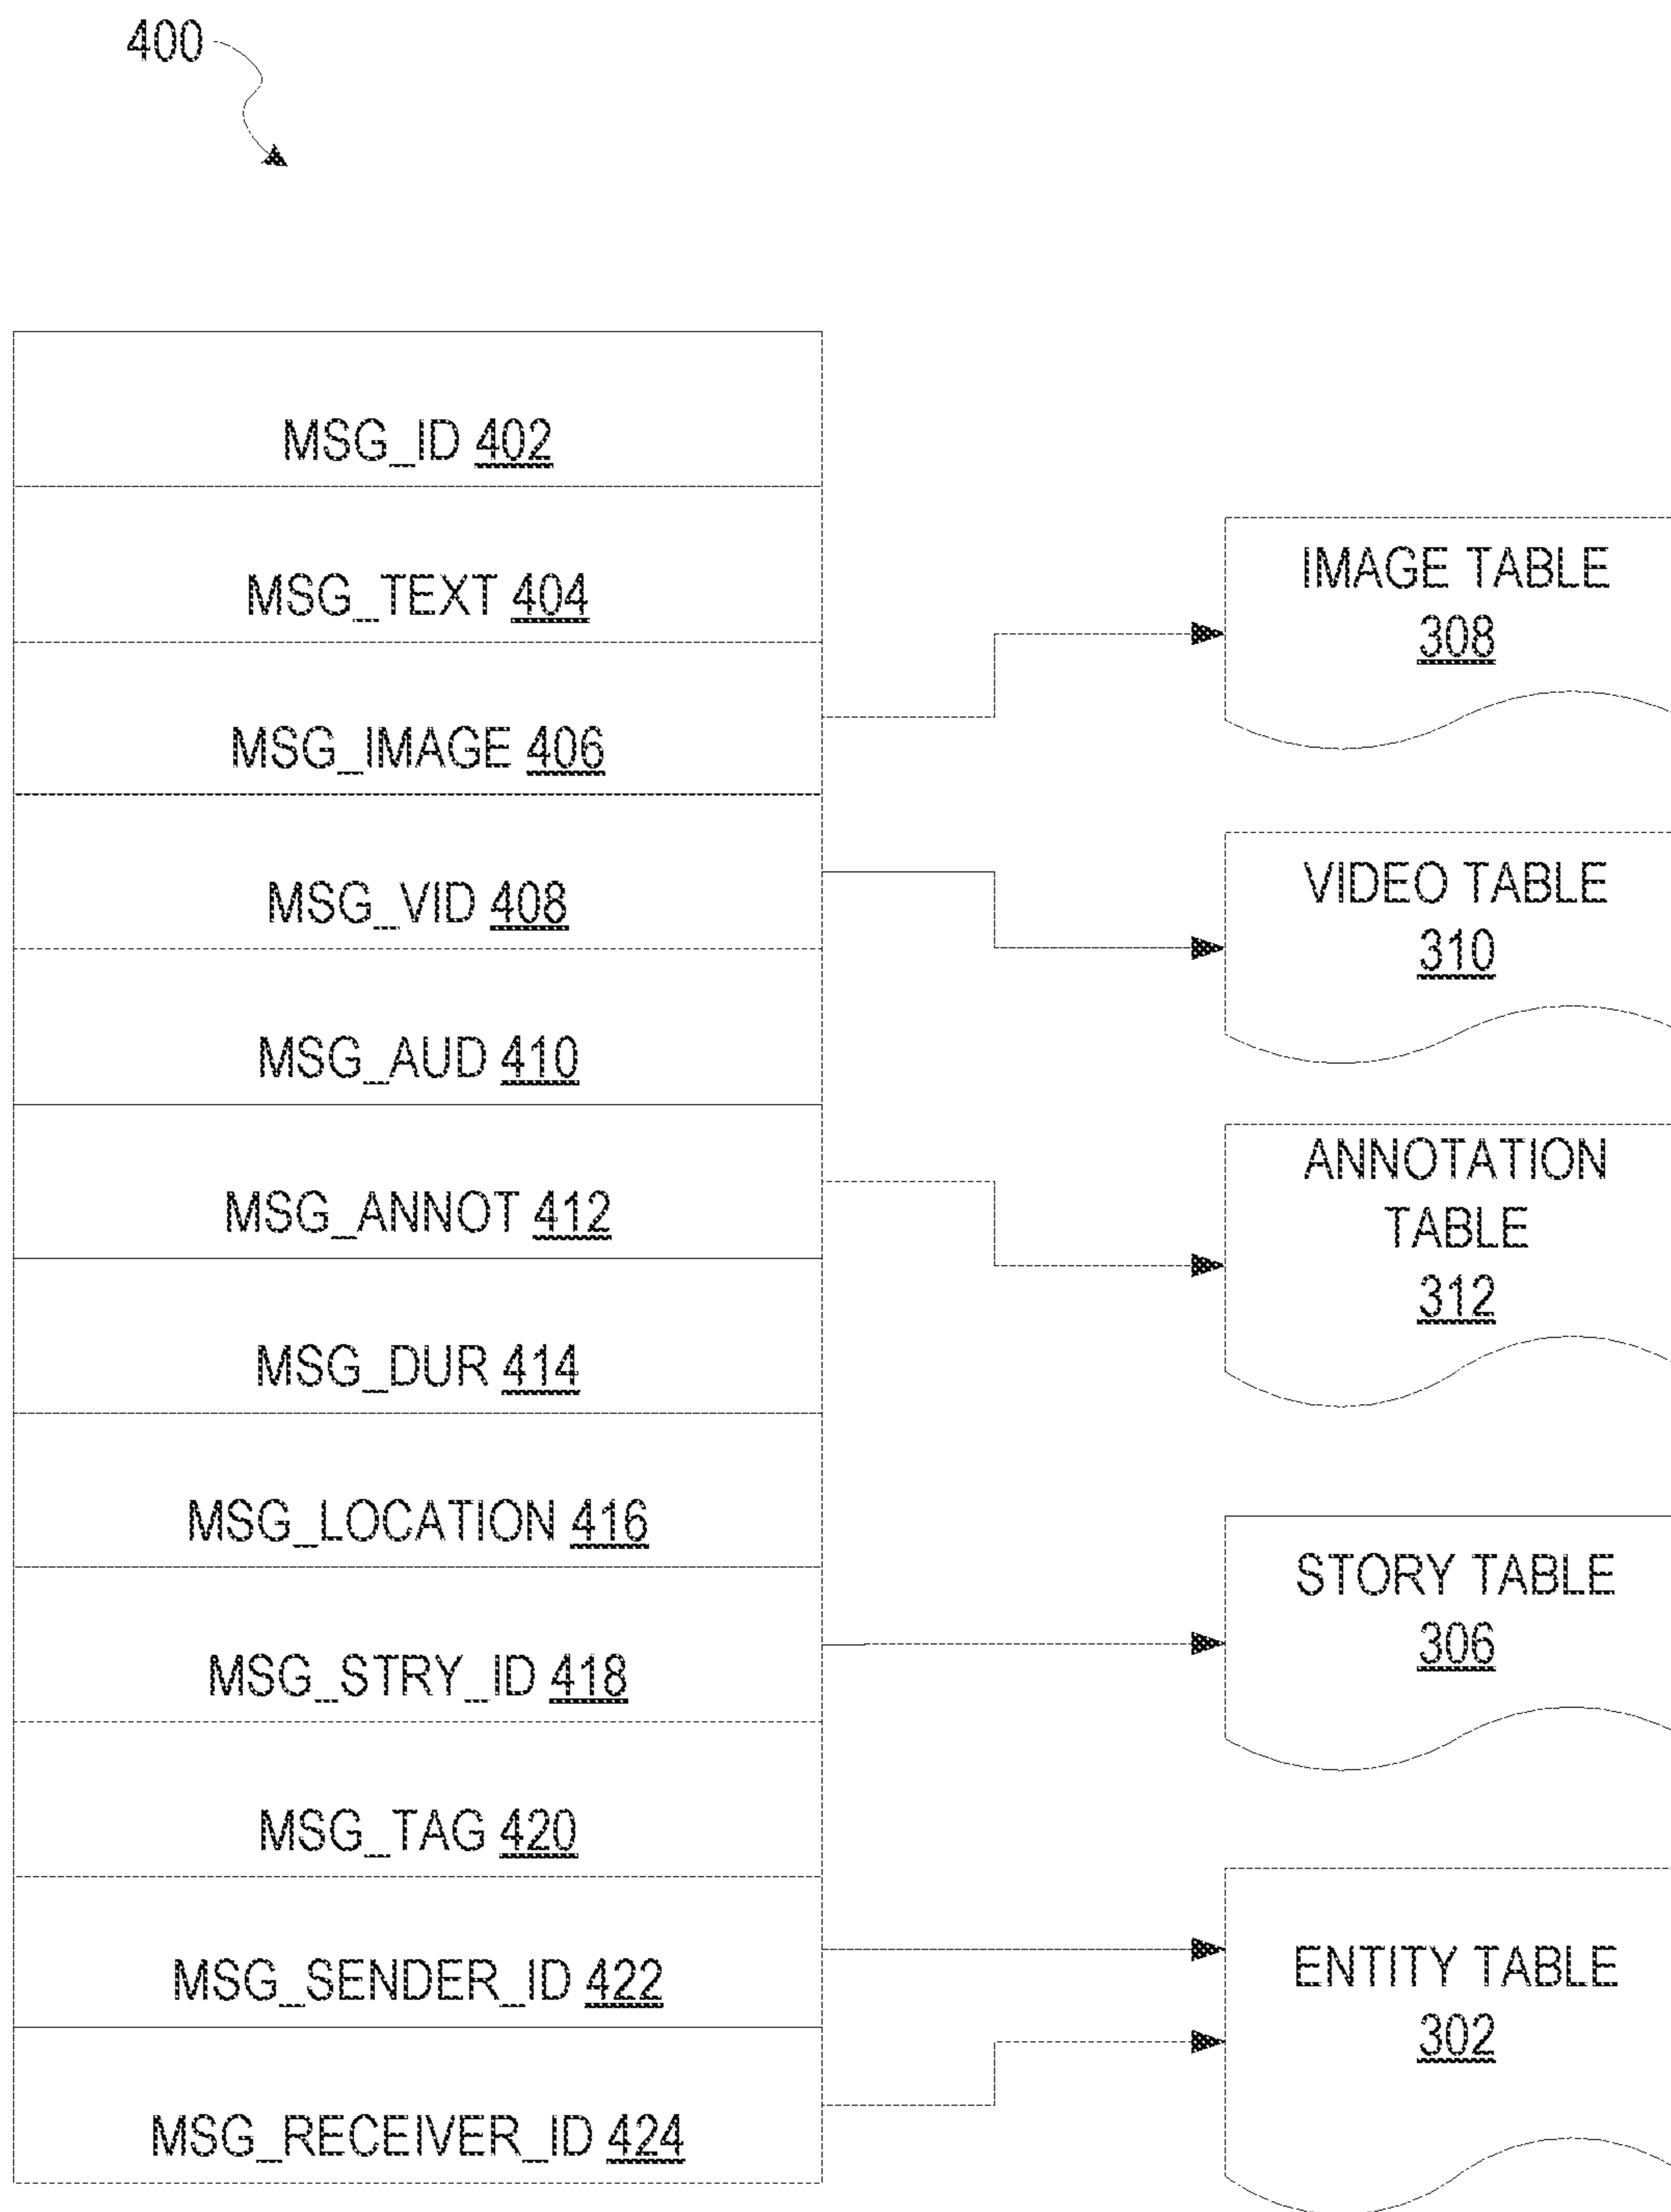 400
MSG_ID 402
MSG_TEXT 404
MSG_IMAGE 406
MSG_VID 408
MSG_AUD 410
MSG_ANNOT 412
MSG_DUR 414
MSG_LOCATION 416
MSG_STRY_ID 418
MSG_TAG 420
MSG_SENDER_ID 422
MSG_RECEIVER_ID 424
IMAGE TABLE
308
VIDEO TABLE
310
ANNOTATION
TABLE
312
STORY TABLE
306
ENTITY TABLE
302